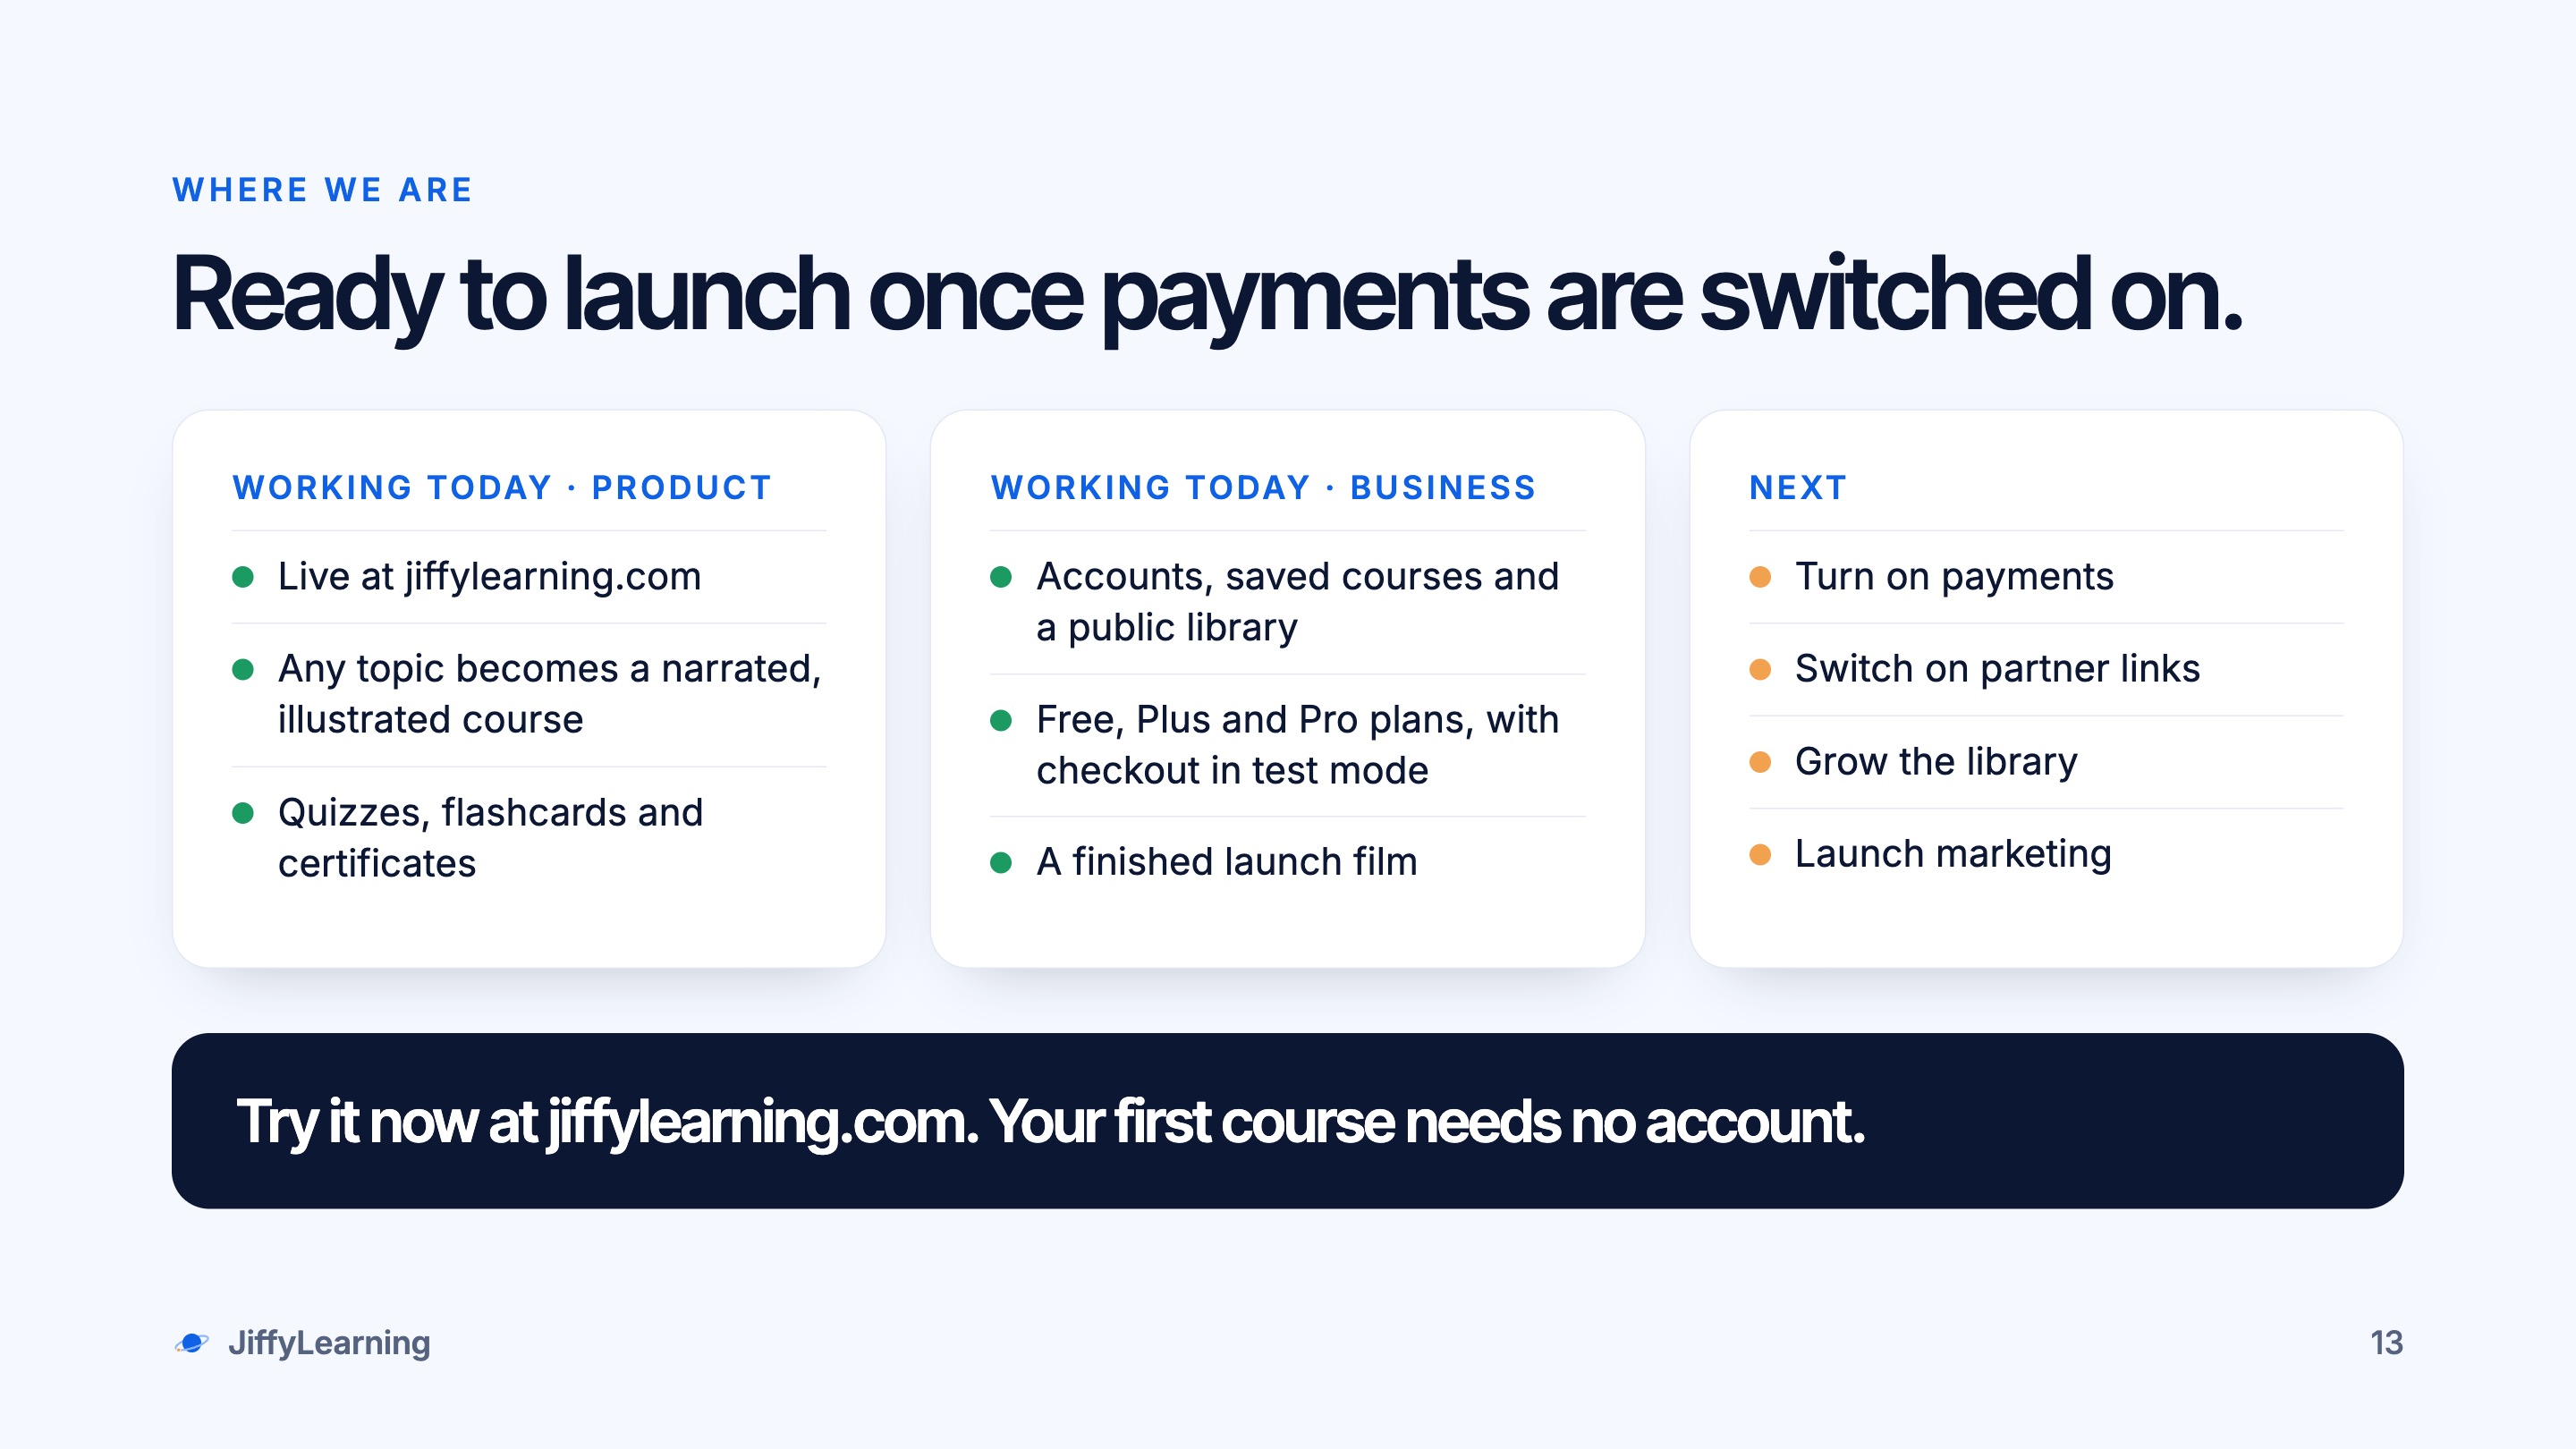 WHERE WE ARE
Ready to launch once payments are switched on.
WORKING TODAY · PRODUCT
Live at jiffylearning.com
Any topic becomes a narrated,
illustrated course
Quizzes, flashcards and
certificates
WORKING TODAY · BUSINESS
Accounts, saved courses and
a public library
Free, Plus and Pro plans, with
checkout in test mode
A finished launch film
NEXT
Turn on payments
Switch on partner links
Grow the library
Launch marketing
Try it now at jiffylearning.com. Your first course needs no account.
JiffyLearning
13